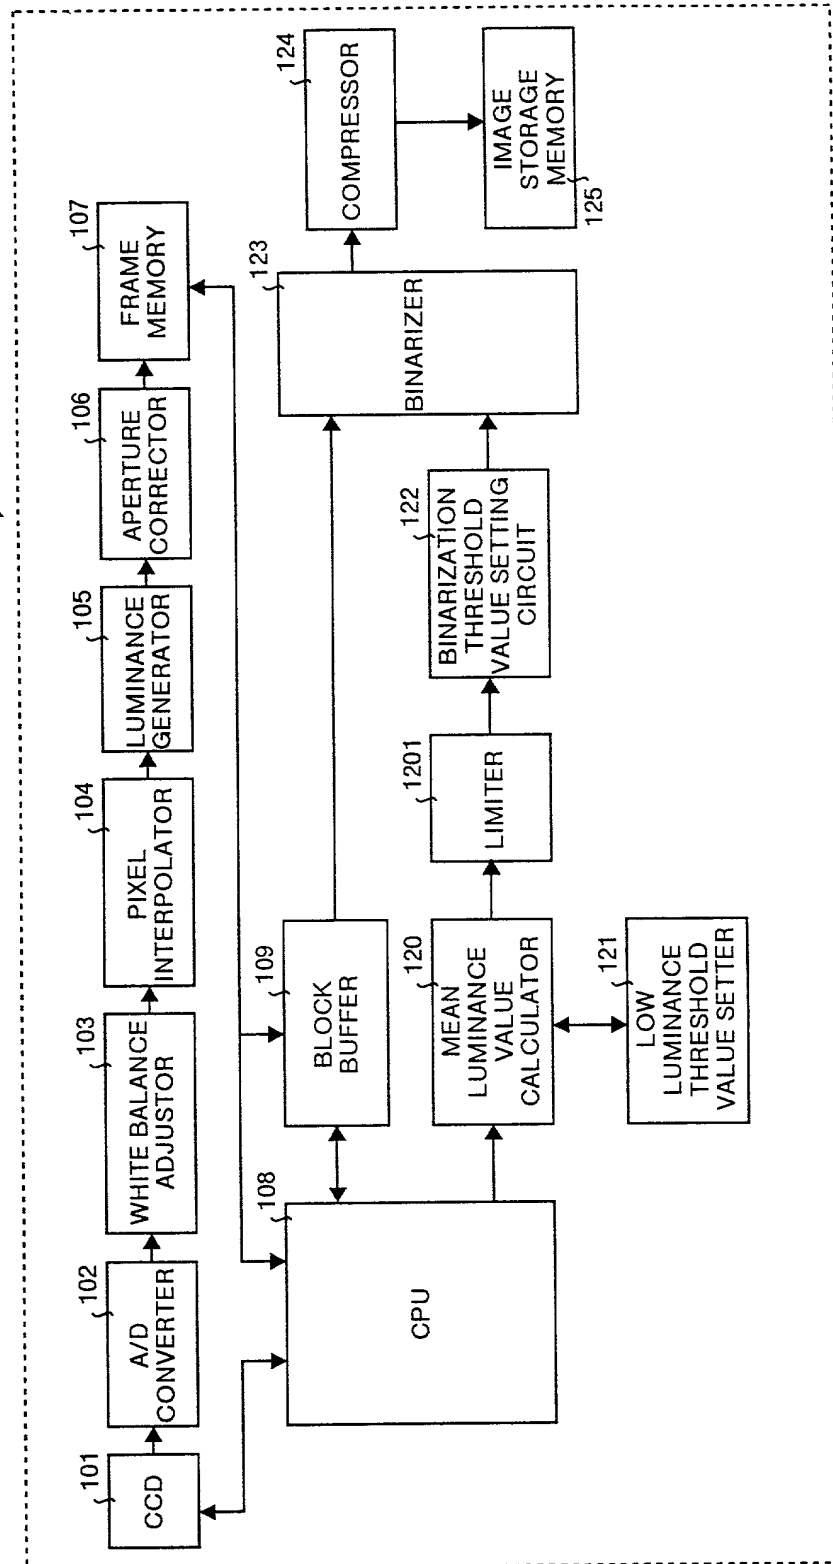 101
CCD
102
A/D
CONVERTER
103
WHITE BALANCE
ADJUSTOR
104
PIXEL
INTERPOLATOR
105
LUMINANCE
GENERATOR
106
APERTURE
CORRECTOR
107
FRAME
MEMORY
108
CPU
109
BLOCK
BUFFER
120
MEAN
LUMINANCE
VALUE
CALCULATOR
121
LOW
LUMINANCE
THRESHOLD
VALUE SETTER
1201
LIMITER
122
BINARIZATION
THRESHOLD
VALUE SETTING
CIRCUIT
123
BINARIZER
124
COMPRESSOR
IMAGE
STORAGE
MEMORY
125